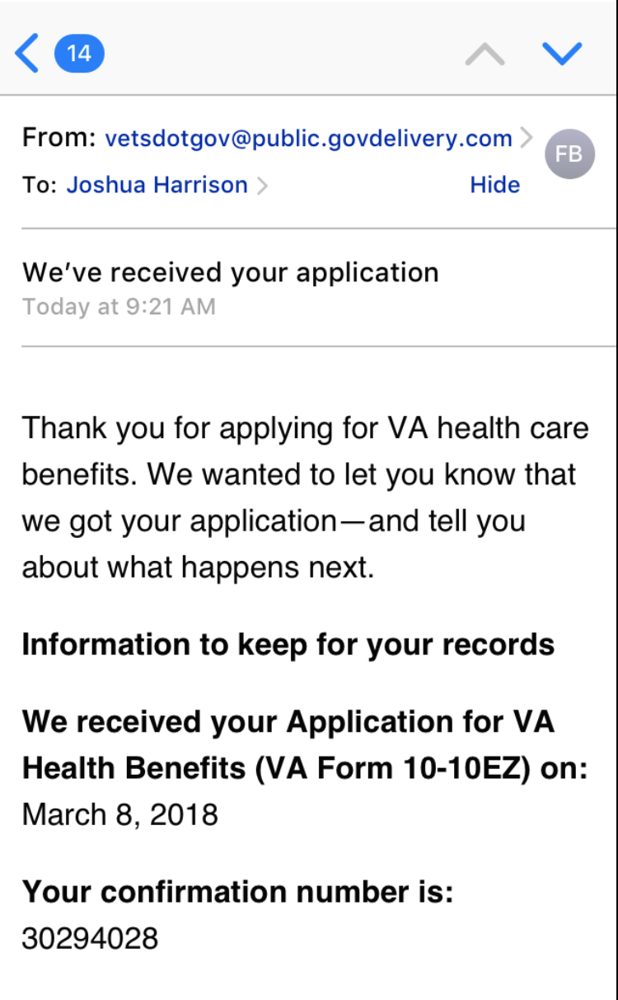 14
From: vetsdotgov@public.govdelivery.com
FB
To: Joshua Harrison
Hide
We’ve received your application
Today at 9:21 AM
Thank you for applying for VA health care
benefits. We wanted to let you know that
we got your application—and tell you
about what happens next.
Information to keep for your records
We received your Application for VA
Health Benefits (VA Form 10-10EZ) on:
March 8, 2018
Your confirmation number is:
30294028